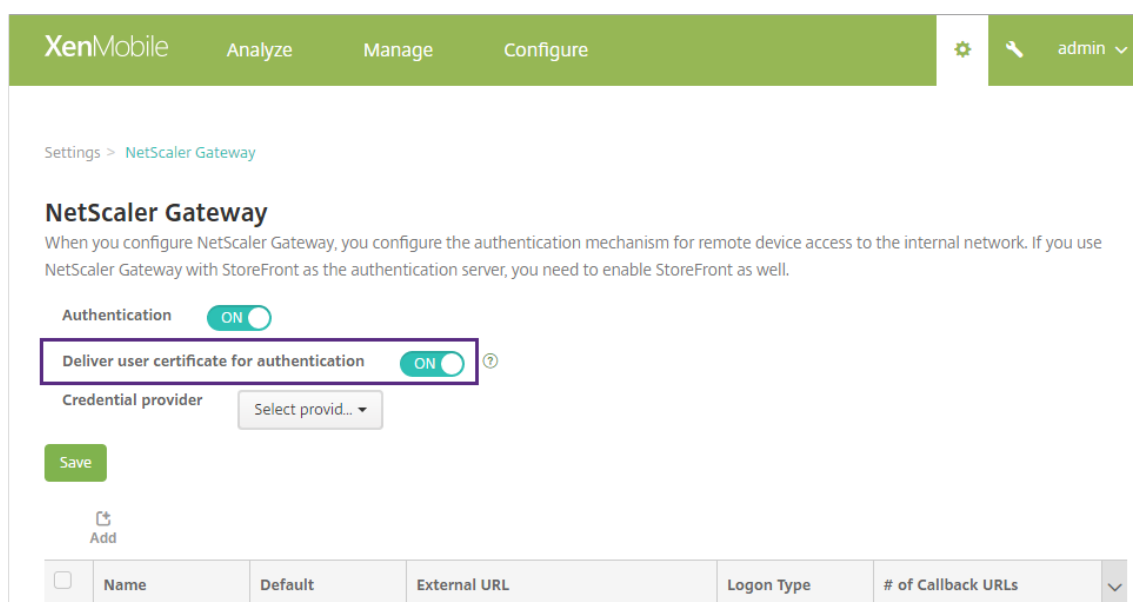 XenMobile Analyze Manage Configure admin
Settings > NetScaler Gateway
NetScaler Gateway
When you configure NetScaler Gateway, you configure the authentication mechanism for remote device access to the internal network. If you use
NetScaler Gateway with StoreFront as the authentication server, you need to enable StoreFront as well.
Authentication ON
Deliver user certificate for authentication ON ?
Credential provider Select provid...
Save
Add
Name Default External URL Logon Type # of Callback URLs